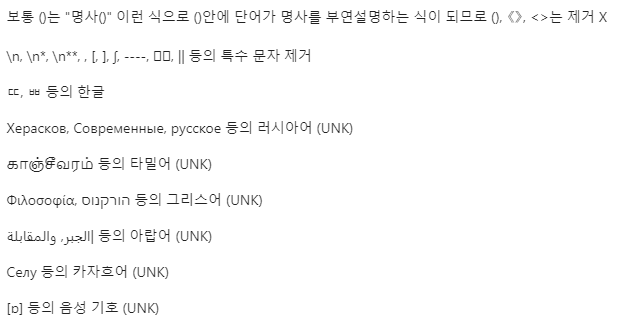 보통 ()는 "명사()" 이런 식으로 ()안에 단어가 명사를 부연설명하는 식이 되므로 (), 《》, <>는 제거 X
\n, \n*, \n**, , [, ], ∫, ----, □□, || 등의 특수 문자 제거
ㄸ, ㅃ 등의 한글
Херасков, Современные, русское 등의 러시아어 (UNK)
காஞ்சீவரம் 등의 타밀어 (UNK)
Φιλοσοφία, הורקנוס 등의 그리스어 (UNK)
الجبر, والمقابلة| 등의 아랍어 (UNK)
Селу 등의 카자흐어 (UNK)
[ɒ] 등의 음성 기호 (UNK)